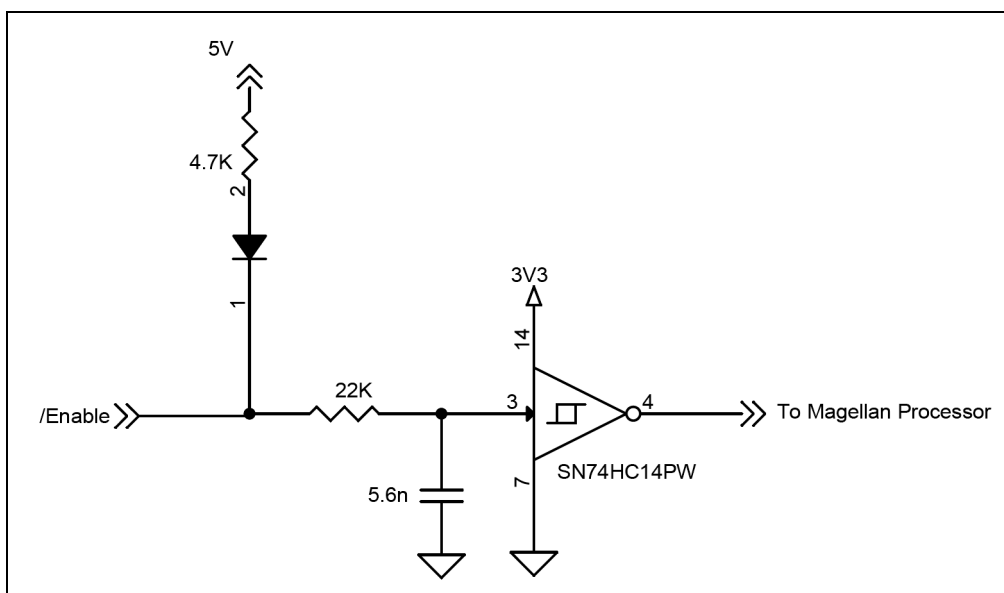 5V
4.7K
2
1
3V3
14
22K
/Enable
3
4
To Magellan Processor
SN74HC14PW
7
5.6n